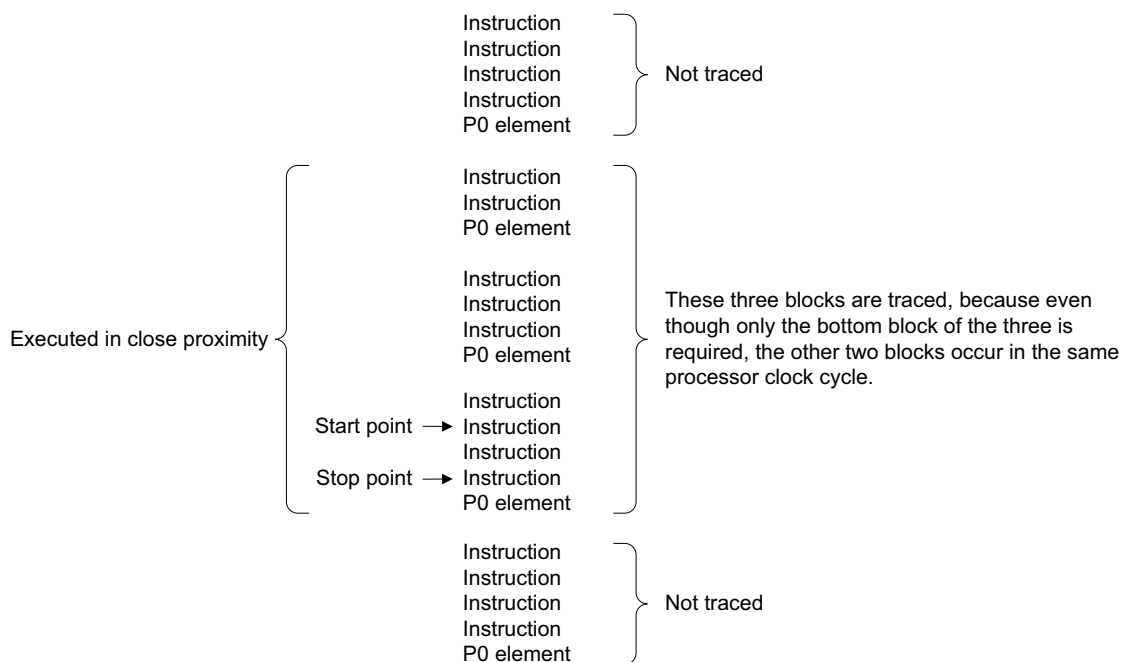 Instruction
Instruction
Instruction
Instruction
P0 element
Not traced
Executed in close proximity
Instruction
Instruction
P0 element
Instruction
Instruction
Instruction
P0 element
Instruction
Start point → Instruction
Instruction
Stop point → Instruction
P0 element
These three blocks are traced, because even
though only the bottom block of the three is
required, the other two blocks occur in the same
processor clock cycle.
Instruction
Instruction
Instruction
Instruction
P0 element
Not traced